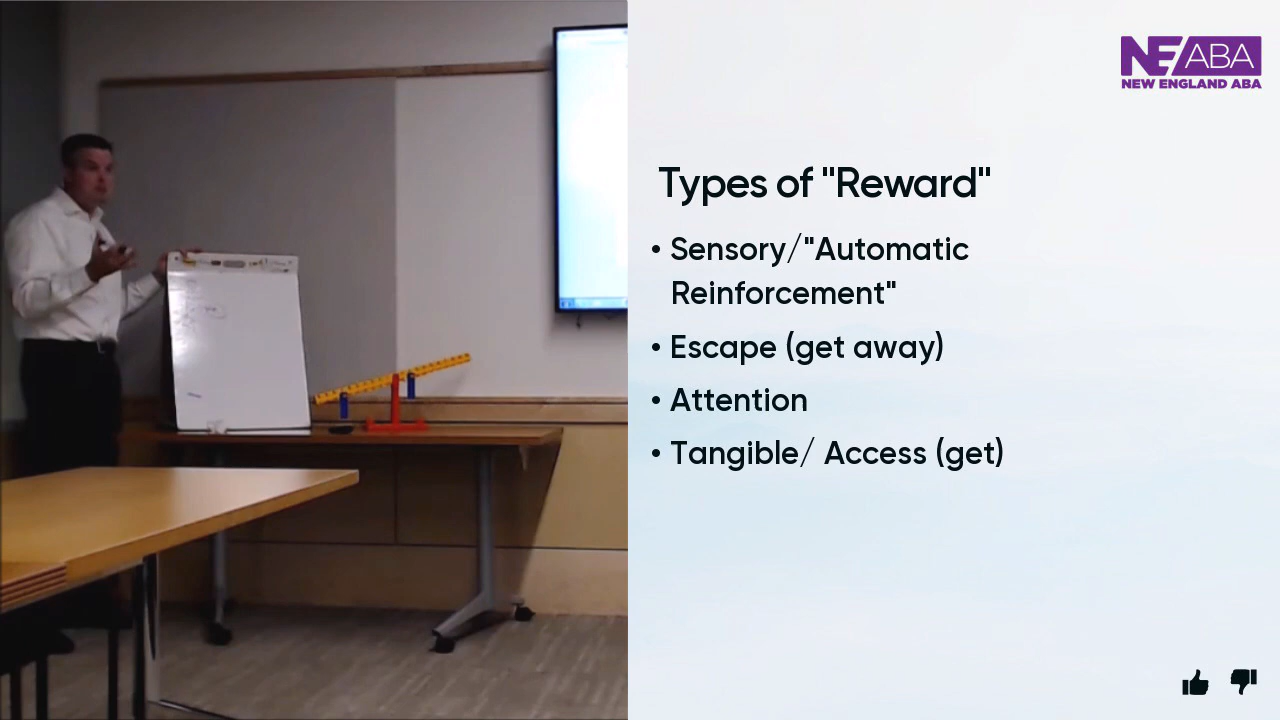 NEABA
NEW ENGLAND ABA
Types of "Reward"
• Sensory/"Automatic
Reinforcement"
• Escape (get away)
• Attention
• Tangible/ Access (get)